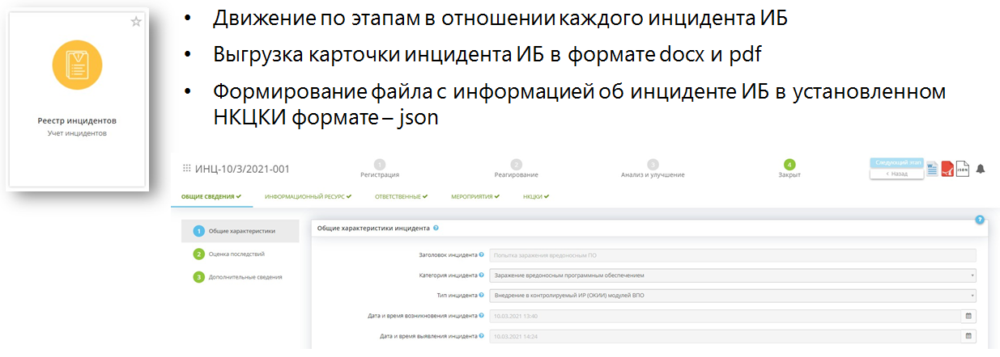 Реестр инцидентов
Учет инцидентов
• Движение по этапам в отношении каждого инцидента ИБ
• Выгрузка карточки инцидента ИБ в формате docx и pdf
• Формирование файла с информацией об инциденте ИБ в установленном
НКЦКИ формате – json
ИНЦ-10/3/2021-001
1 2 3 4
Регистрация Реагирование Анализ и улучшение Закрыт
Следующий этап
< Назад
JSON
ОБЩИЕ СВЕДЕНИЯ ИНФОРМАЦИОННЫЙ РЕСУРС ОТВЕТСТВЕННЫЕ МЕРОПРИЯТИЯ НКЦКИ
1 Общие характеристики
2 Оценка последствий
3 Дополнительные сведения
Общие характеристики инцидента
Заголовок инцидента Попытка заражения вредоносным ПО
Категория инцидента Заражение вредоносным программным обеспечением
Тип инцидента Внедрение в контролируемый ИР (ОКИИ) модулей ВПО
Дата и время возникновения инцидента 10.03.2021 13:40
Дата и время выявления инцидента 10.03.2021 14:24